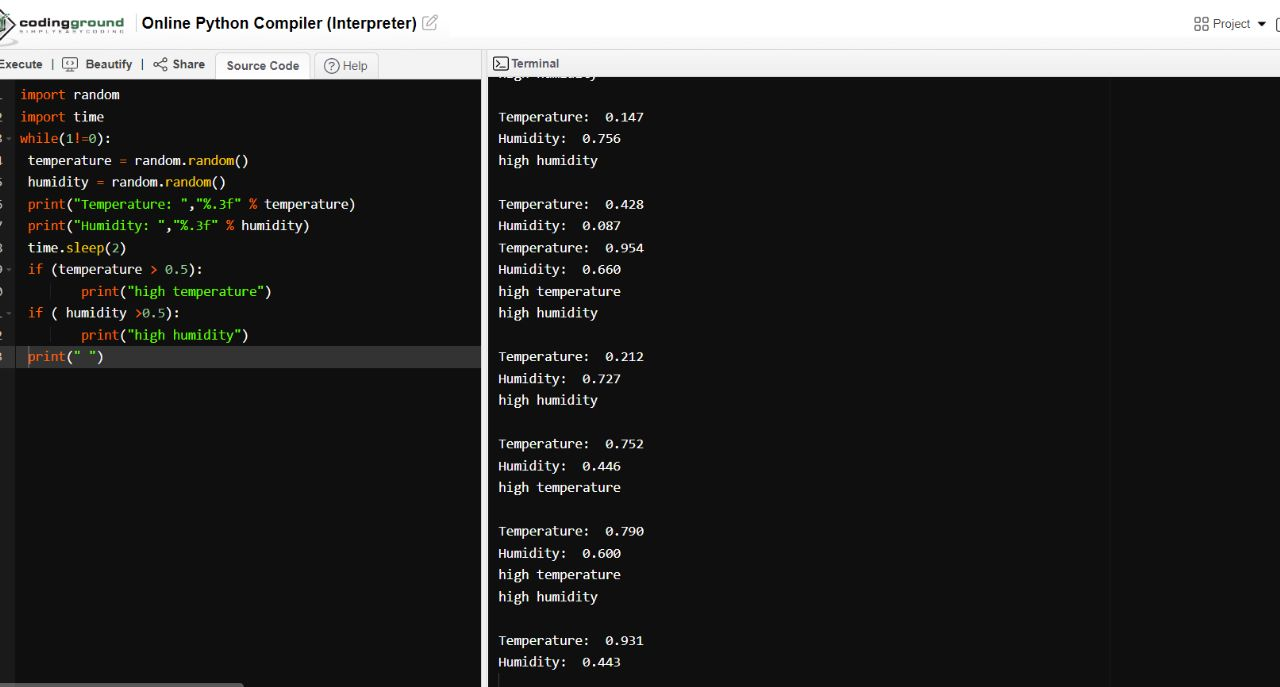 codingground
SIMPLYEASYCODING
Online Python Compiler (Interpreter)
Project
Execute | Beautify | Share Source Code Help
import random
import time
while(1!=0):
temperature = random.random()
humidity = random.random()
print("Temperature: ","%.3f" % temperature)
print("Humidity: ","%.3f" % humidity)
time.sleep(2)
if (temperature > 0.5):
print("high temperature")
if ( humidity >0.5):
print("high humidity")
print(" ")
Terminal
high humidity
Temperature:  0.147
Humidity:  0.756
high humidity
Temperature:  0.428
Humidity:  0.087
Temperature:  0.954
Humidity:  0.660
high temperature
high humidity
Temperature:  0.212
Humidity:  0.727
high humidity
Temperature:  0.752
Humidity:  0.446
high temperature
Temperature:  0.790
Humidity:  0.600
high temperature
high humidity
Temperature:  0.931
Humidity:  0.443